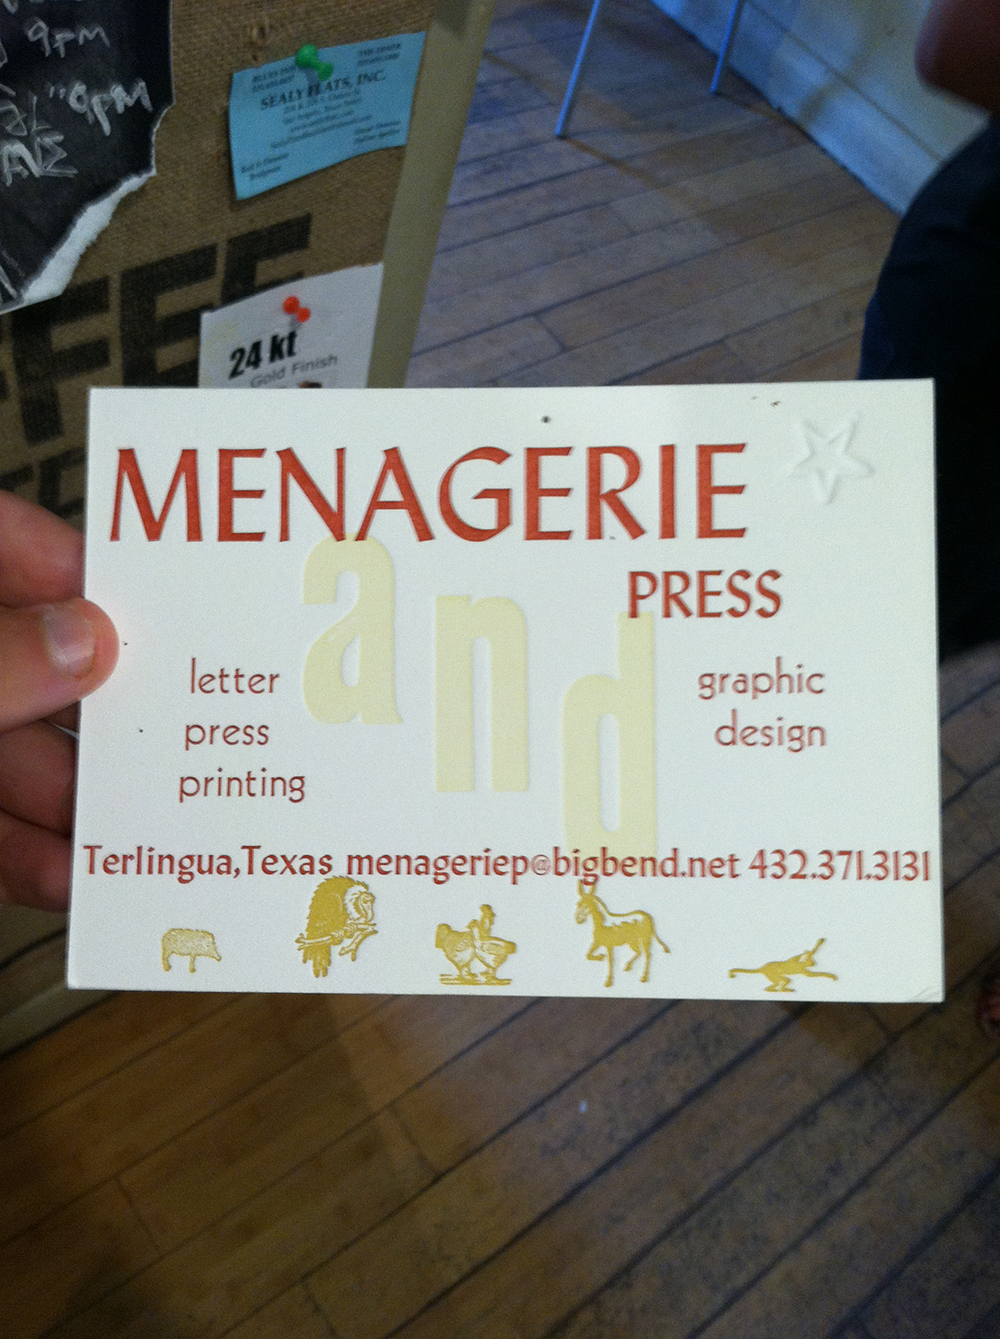 9pm
"9pm
SEALY FLATS, INC.
FFEE
24 kt
Gold Finish
MENAGERIE
PRESS
and
letter
press
printing
graphic
design
Terlingua,Texas menageriep@bigbend.net 432.371.3131